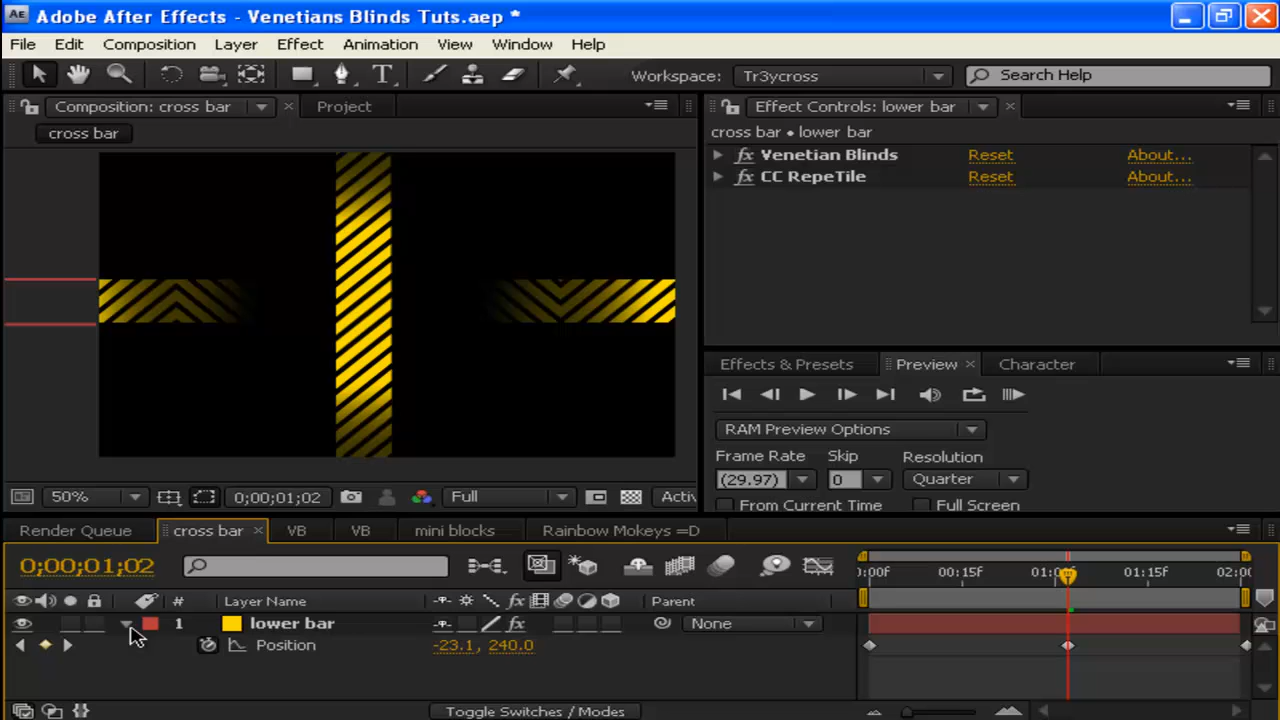 Adobe After Effects - Venetians Blinds Tuts.aep *
File Edit Composition Layer Effect Animation View Window Help
Workspace: Tr3ycross Search Help
Composition: cross bar Project
cross bar
Effect Controls: lower bar
cross bar • lower bar
fx Venetian Blinds Reset About...
fx CC RepeTile Reset About...
Effects & Presets Preview Character
RAM Preview Options
Frame Rate Skip Resolution
(29.97) 0 Quarter
From Current Time Full Screen
50% 0;00;01;02 Full Activ
Render Queue cross bar VB VB mini blocks Rainbow Mokeys =D
0;00;01;02
:00f 00:15f 01:0 01:15f 02:00
# Layer Name fx Parent
1 lower bar fx None
Position -23.1, 240.0
Toggle Switches / Modes